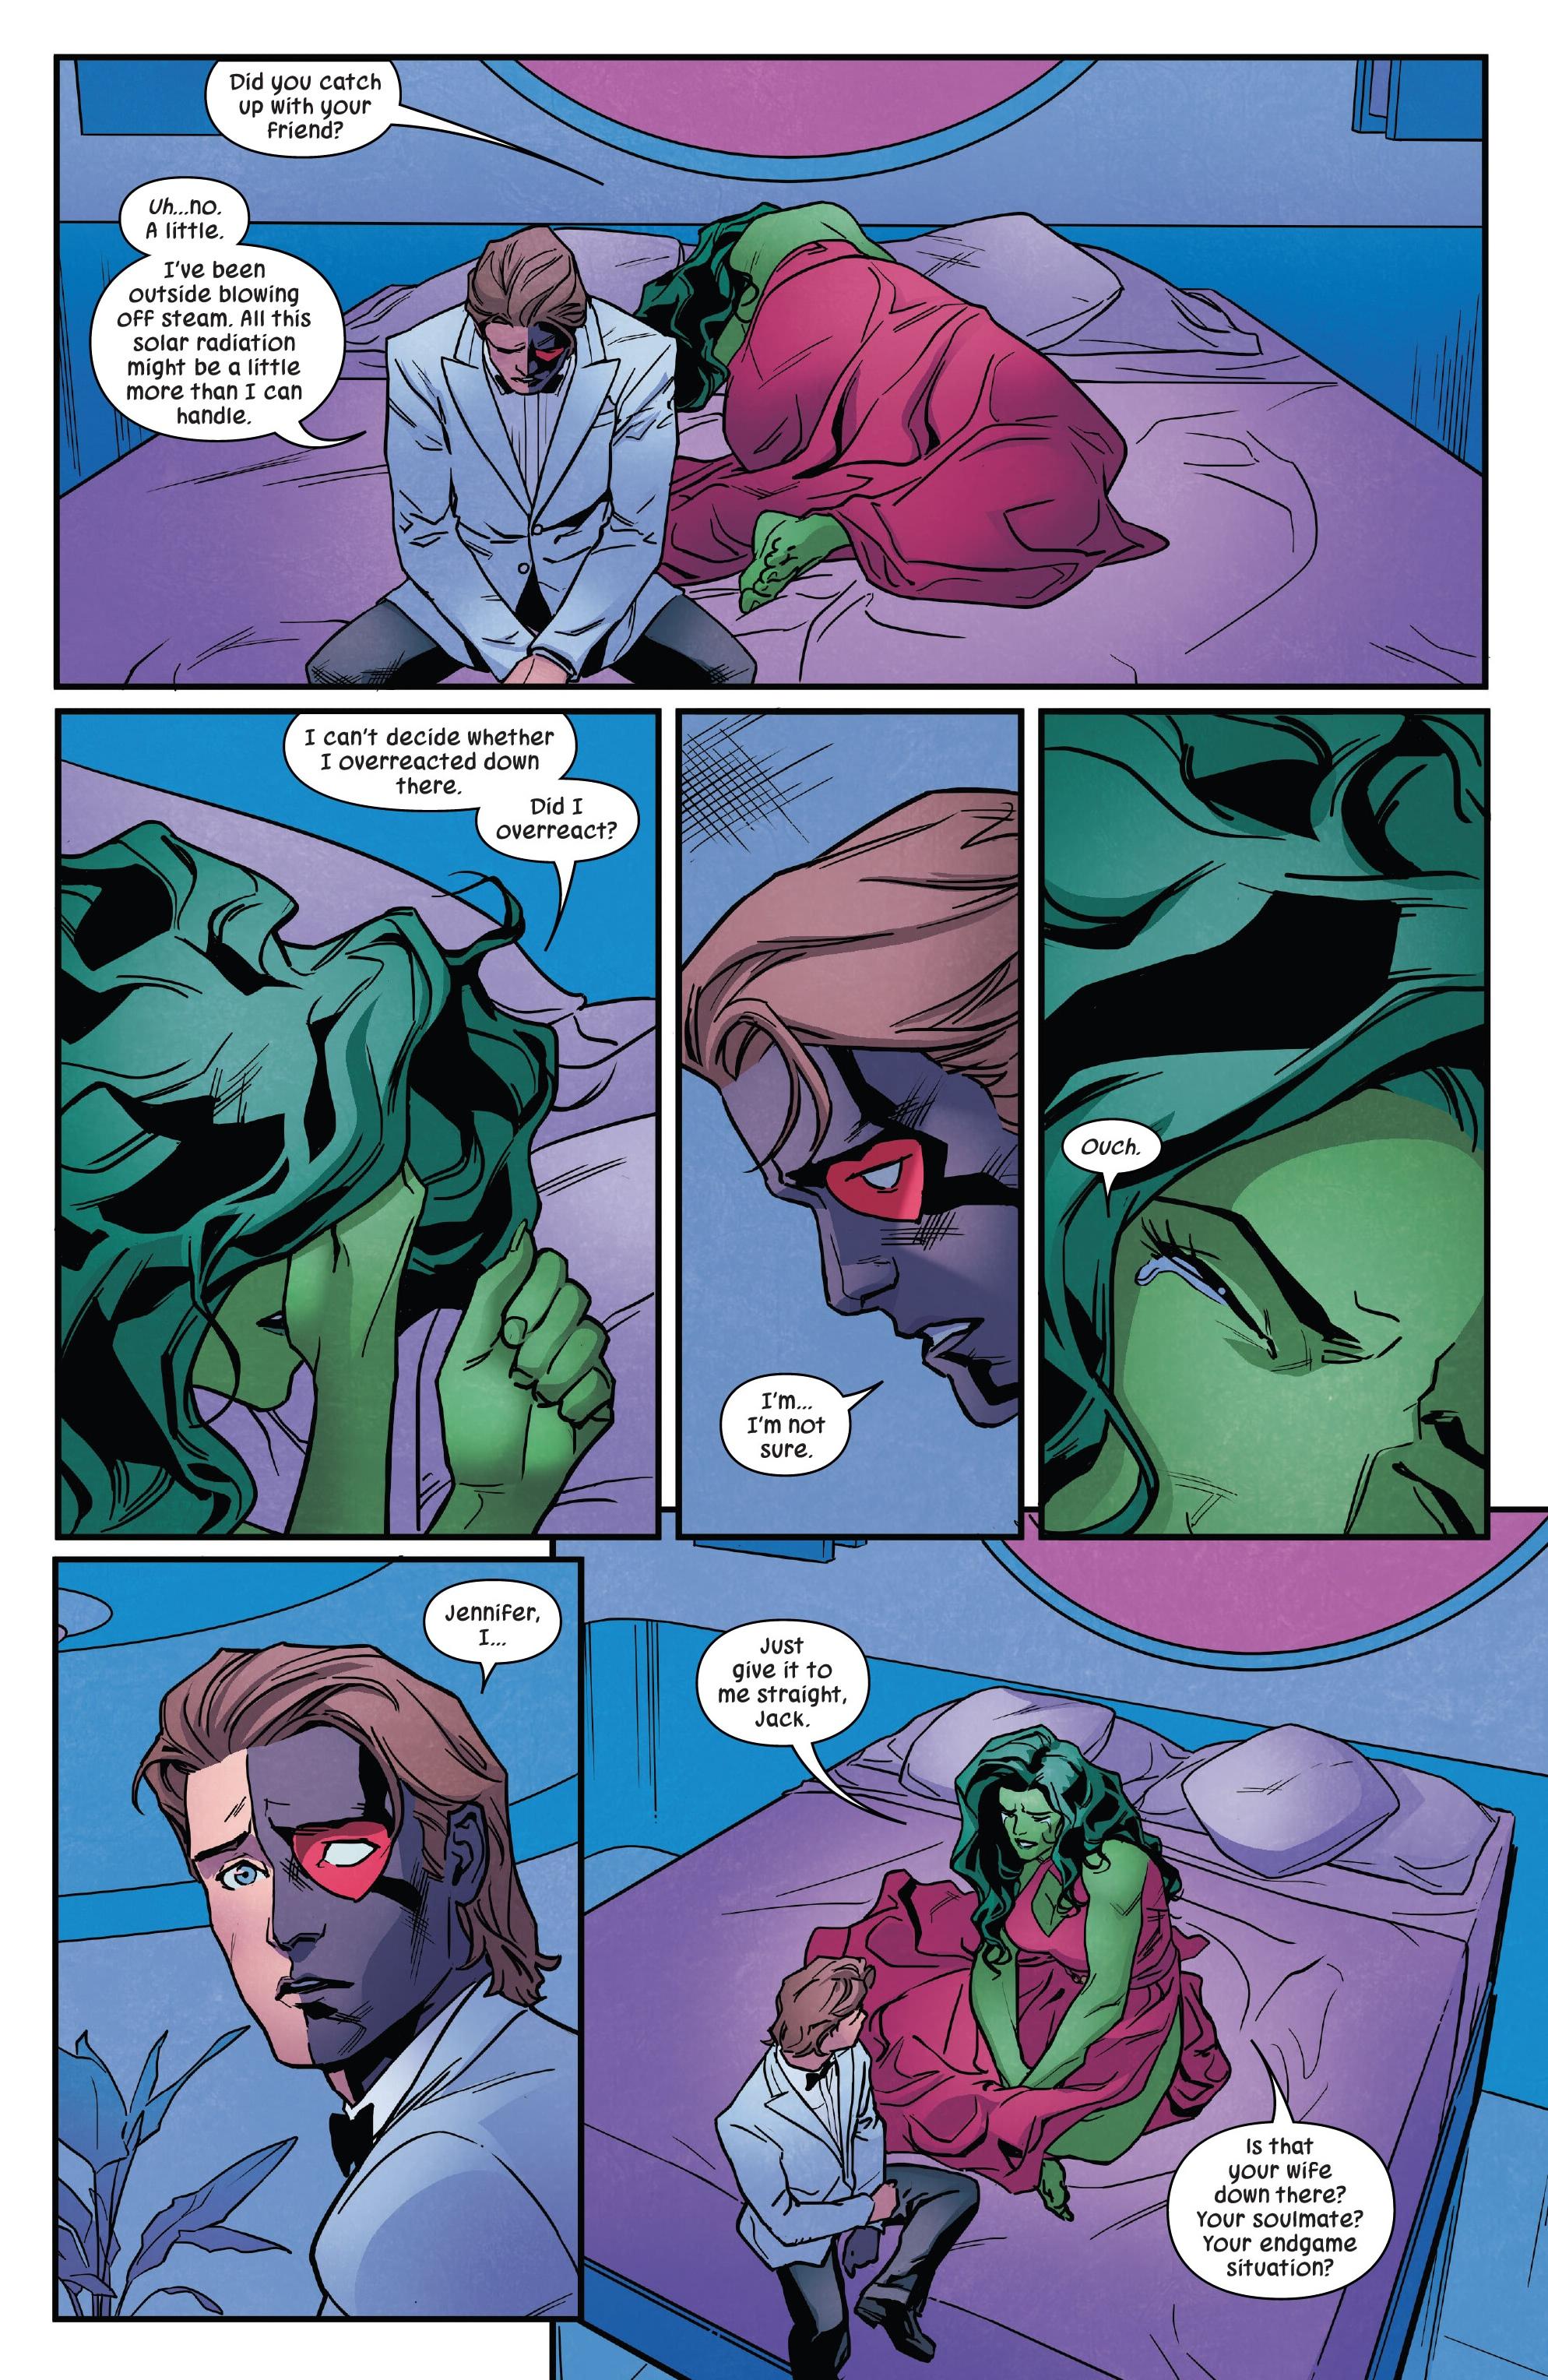 Did you catch
up with your
friend?
Uh...no.
A little.
I've been
outside blowing
off steam. All this
solar radiation
might be a little
more than I can
handle.
I can't decide whether
I overreacted down
there.
Did I
overreact?
I'm...
I'm not
sure.
Ouch.
Jennifer,
I...
Just
give it to
me straight,
Jack.
Is that
your wife
down there?
Your soulmate?
Your endgame
situation?